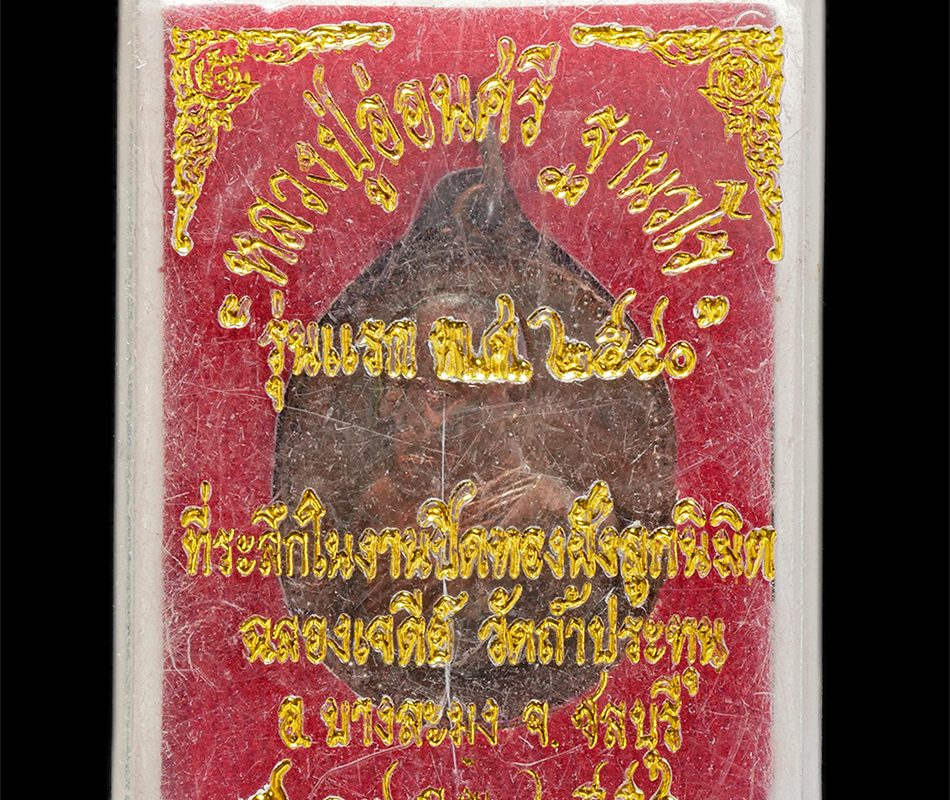 "หลวงปู่อ่อนศรี ฐานวโร"
รุ่นแรก พ.ศ. ๒๕๔๐
ที่ระลึกในงานปิดทองฝังลูกนิมิต
ฉลองเจดีย์ วัดถ้ำประทุน
อ. บางละมุง จ. ชลบุรี